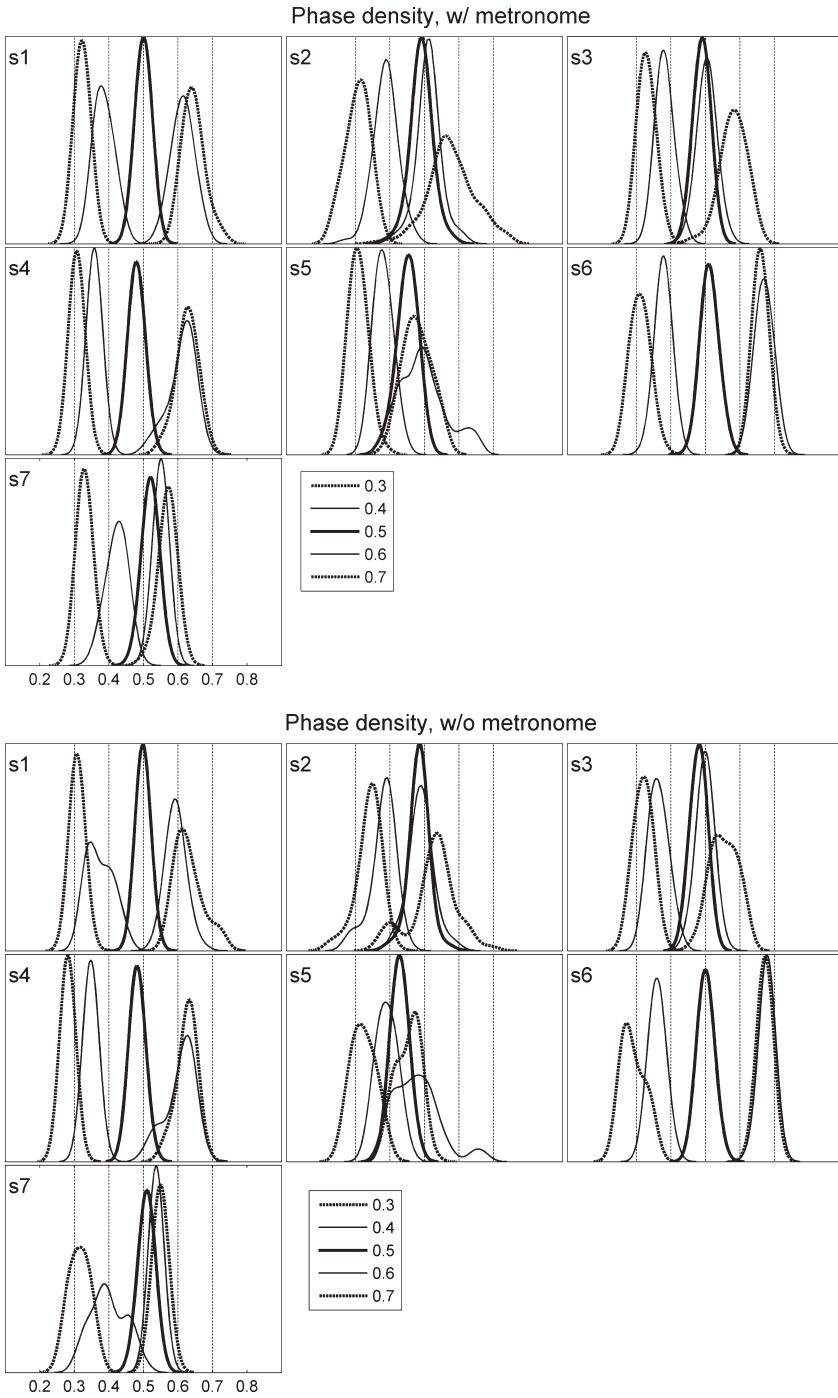 Phase density, w/ metronome
s1
s2
s3
s4
s5
s6
s7
0.3
0.4
0.5
0.6
0.7
0.2 0.3 0.4 0.5 0.6 0.7 0.8
Phase density, w/o metronome
s1
s2
s3
s4
s5
s6
s7
0.3
0.4
0.5
0.6
0.7
0.2 0.3 0.4 0.5 0.6 0.7 0.8